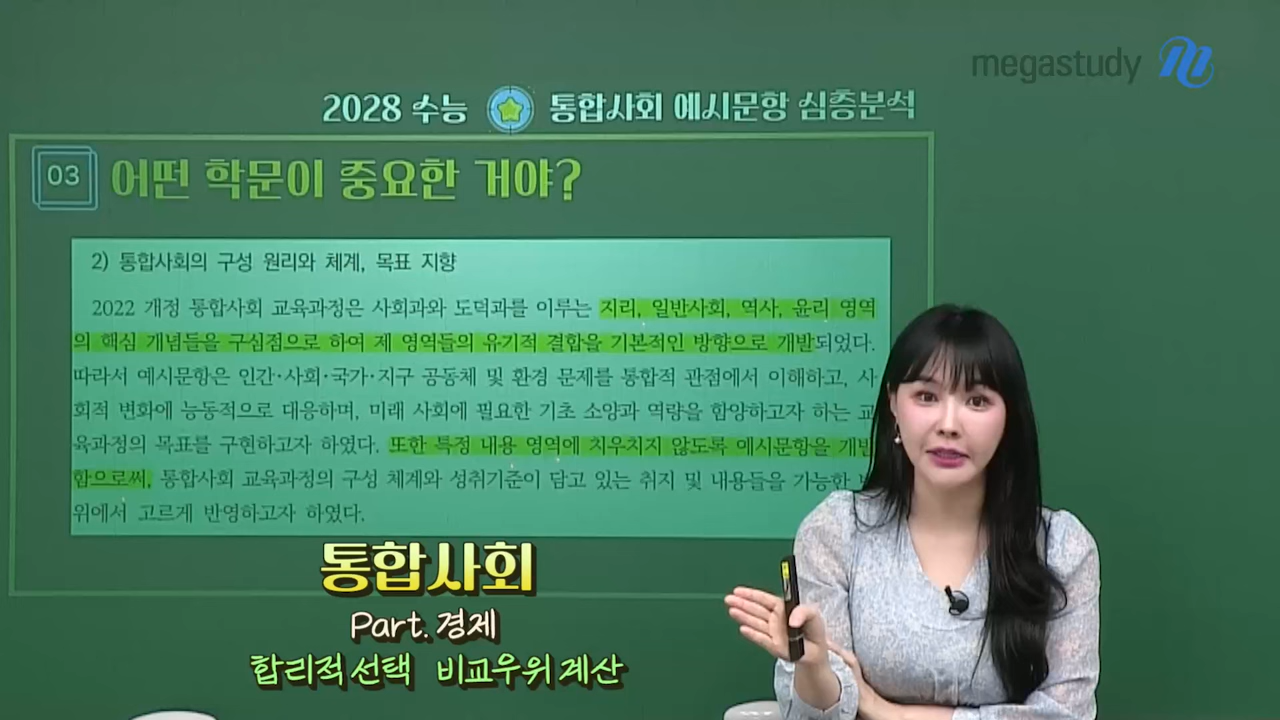 megastudy
2028 수능 통합사회 예시문항 심층분석
03 어떤 학문이 중요한 거야?
2) 통합사회의 구성 원리와 체계, 목표 지향
2022 개정 통합사회 교육과정은 사회과와 도덕과를 이루는 지리, 일반사회, 역사, 윤리 영역
의 핵심 개념들을 구심점으로 하여 제 영역들의 유기적 결합을 기본적인 방향으로 개발되었다.
따라서 예시문항은 인간·사회·국가·지구 공동체 및 환경 문제를 통합적 관점에서 이해하고, 사
회적 변화에 능동적으로 대응하며, 미래 사회에 필요한 기초 소양과 역량을 함양하고자 하는 교
육과정의 목표를 구현하고자 하였다. 또한 특정 내용 영역에 치우치지 않도록 예시문항을 개발
함으로써, 통합사회 교육과정의 구성 체계와 성취기준이 담고 있는 취지 및 내용들을 가능한
위에서 고르게 반영하고자 하였다.
통합사회
Part. 경제
합리적 선택 비교우위 계산